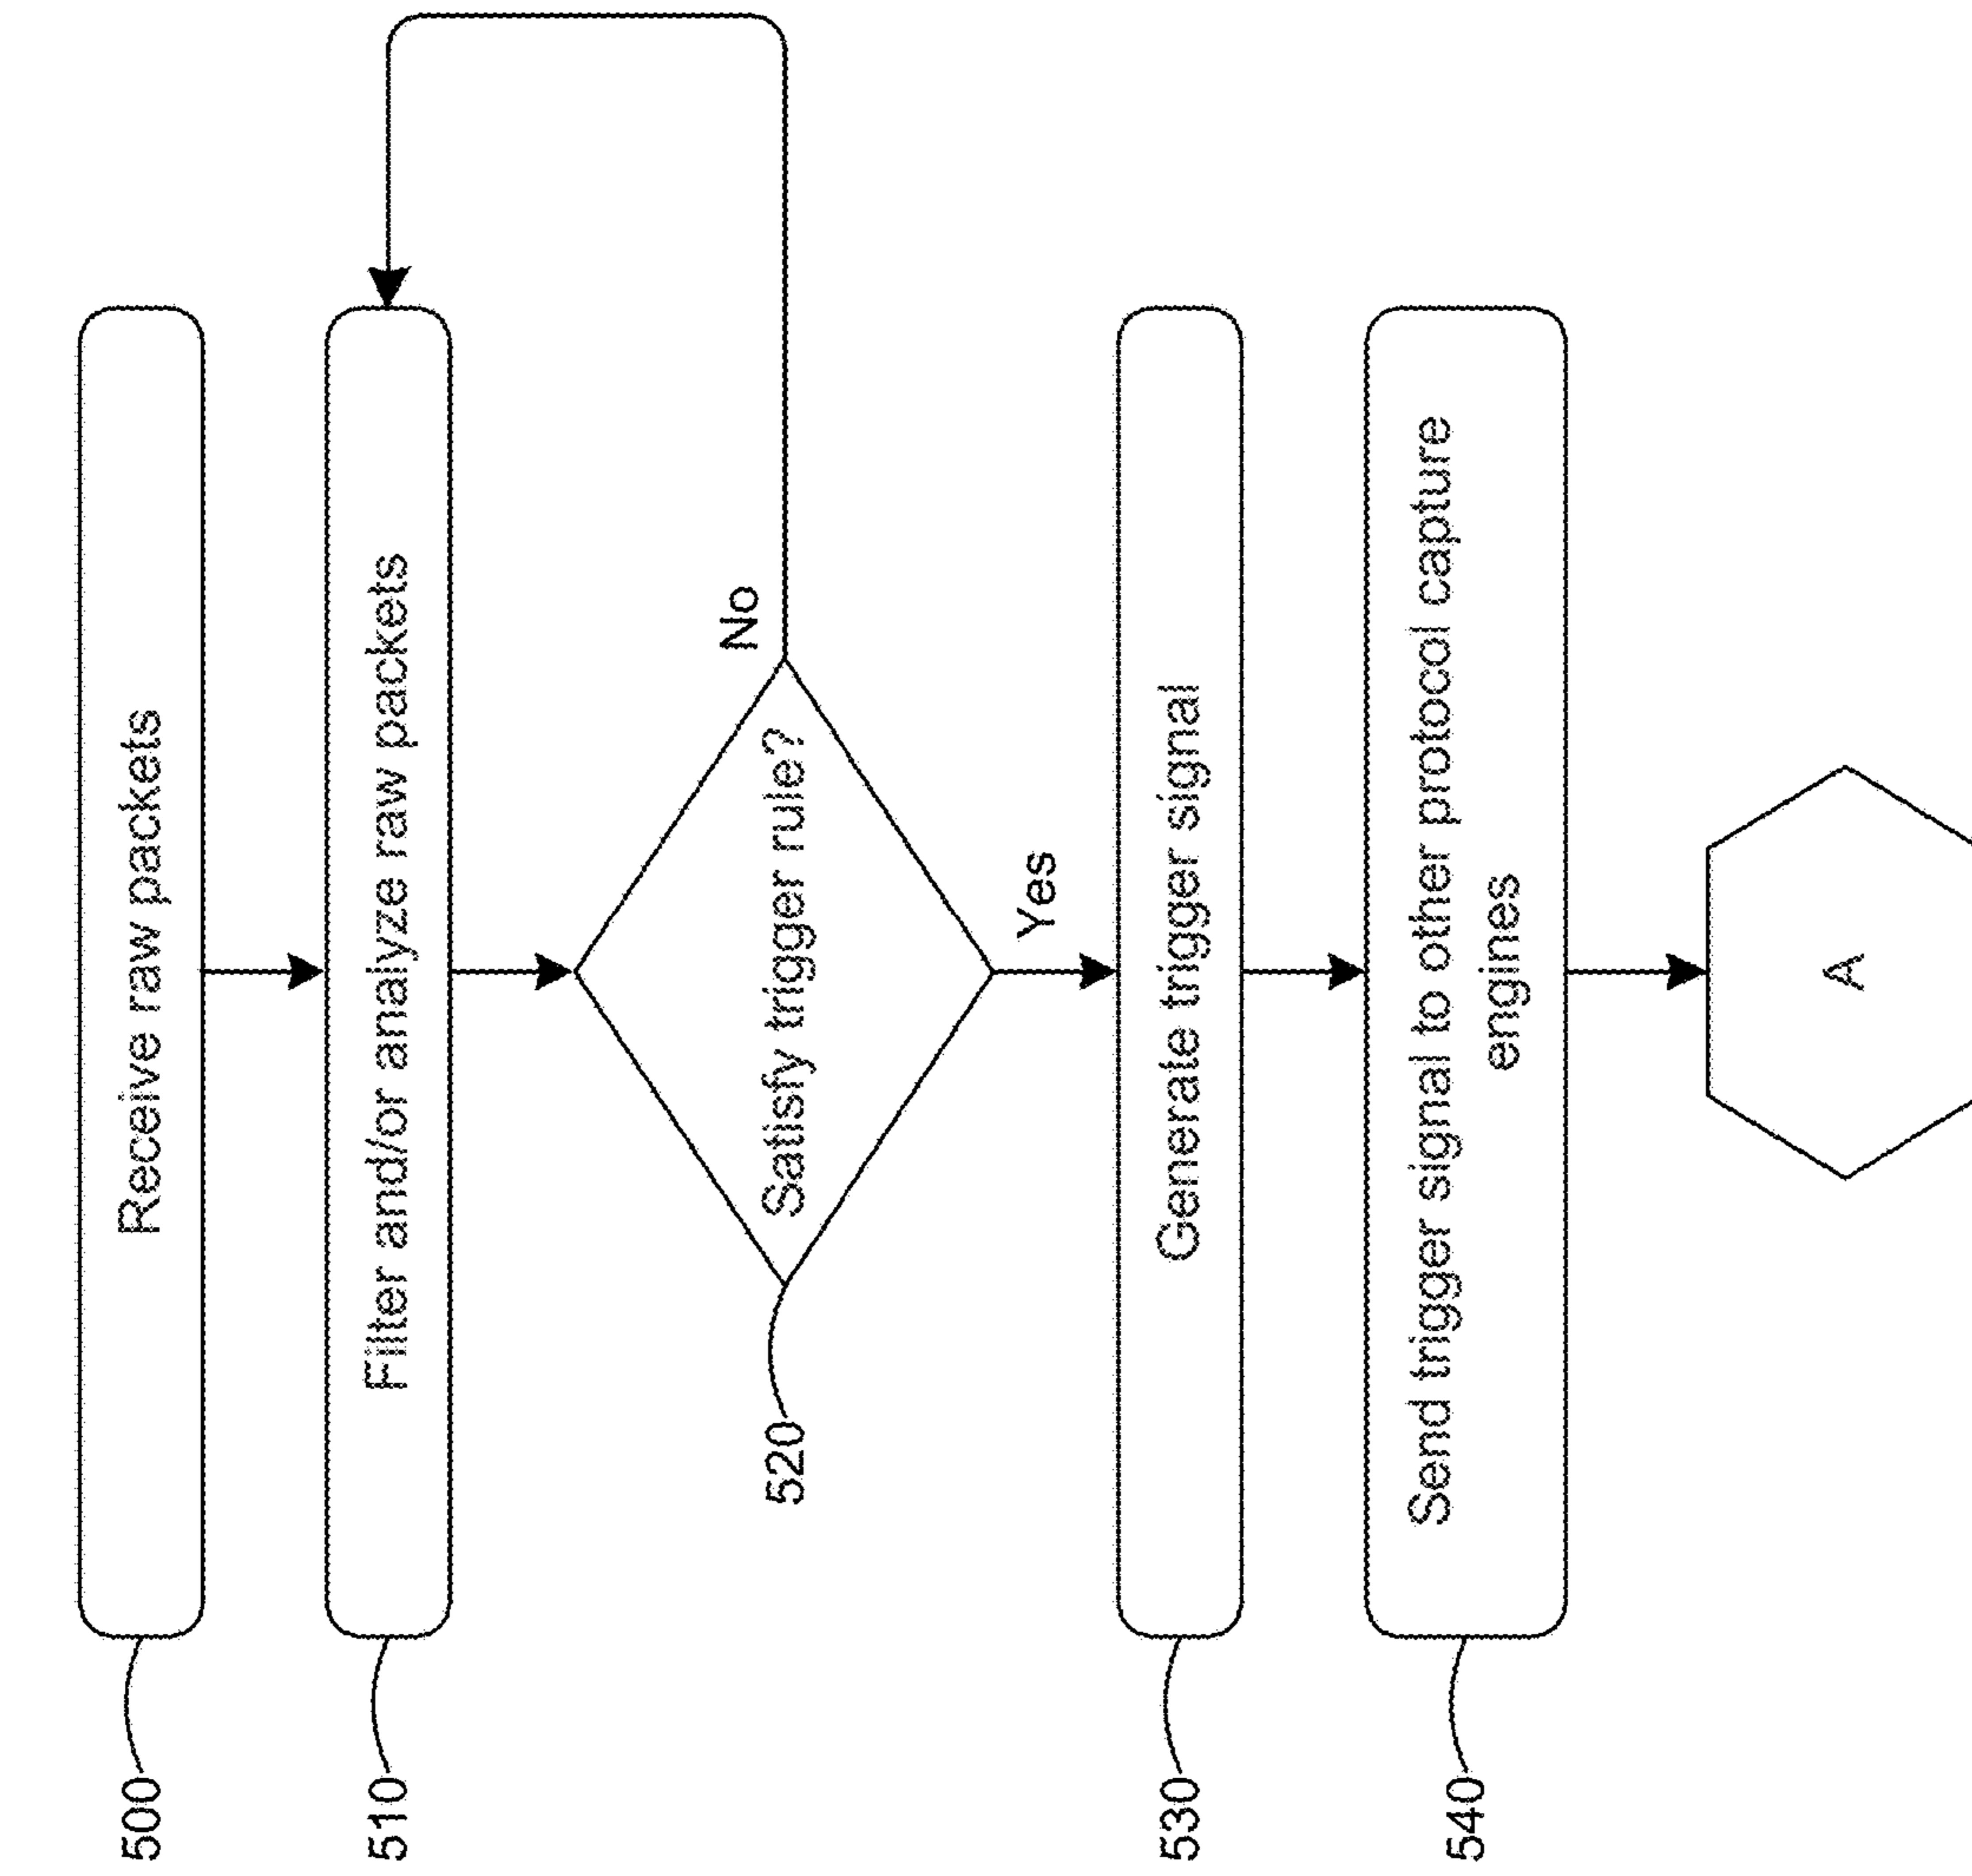 500
Receive raw packets
510
Filter and/or analyze raw packets
520
Satisfy trigger rule?
No
Yes
530
Generate trigger signal
540
Send trigger signal to other protocol capture
engines
A